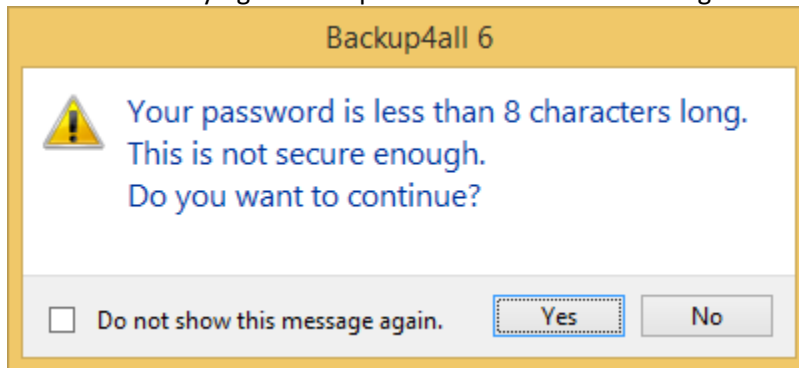 Backup4all 6
Your password is less than 8 characters long.
This is not secure enough.
Do you want to continue?
Do not show this message again.
Yes
No